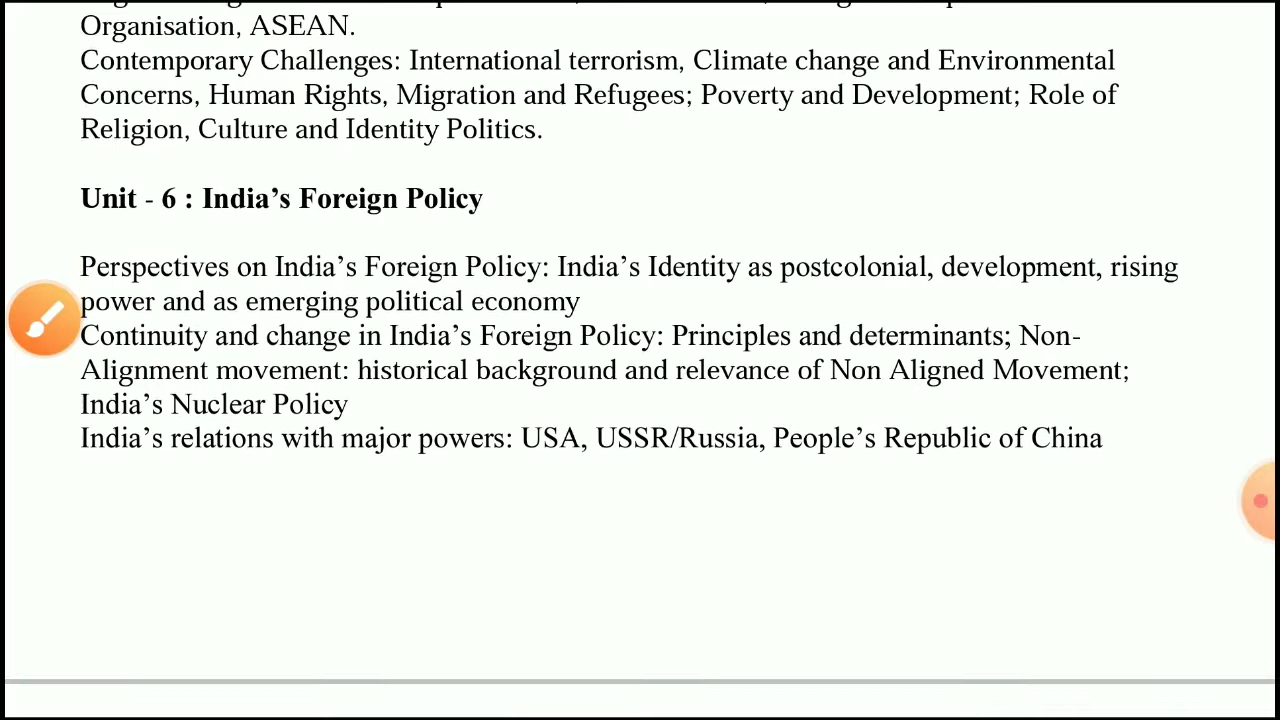 Organisation, ASEAN.
Contemporary Challenges: International terrorism, Climate change and Environmental
Concerns, Human Rights, Migration and Refugees; Poverty and Development; Role of
Religion, Culture and Identity Politics.
Unit - 6 : India’s Foreign Policy
Perspectives on India’s Foreign Policy: India’s Identity as postcolonial, development, rising
power and as emerging political economy
Continuity and change in India’s Foreign Policy: Principles and determinants; Non-
Alignment movement: historical background and relevance of Non Aligned Movement;
India’s Nuclear Policy
India’s relations with major powers: USA, USSR/Russia, People’s Republic of China